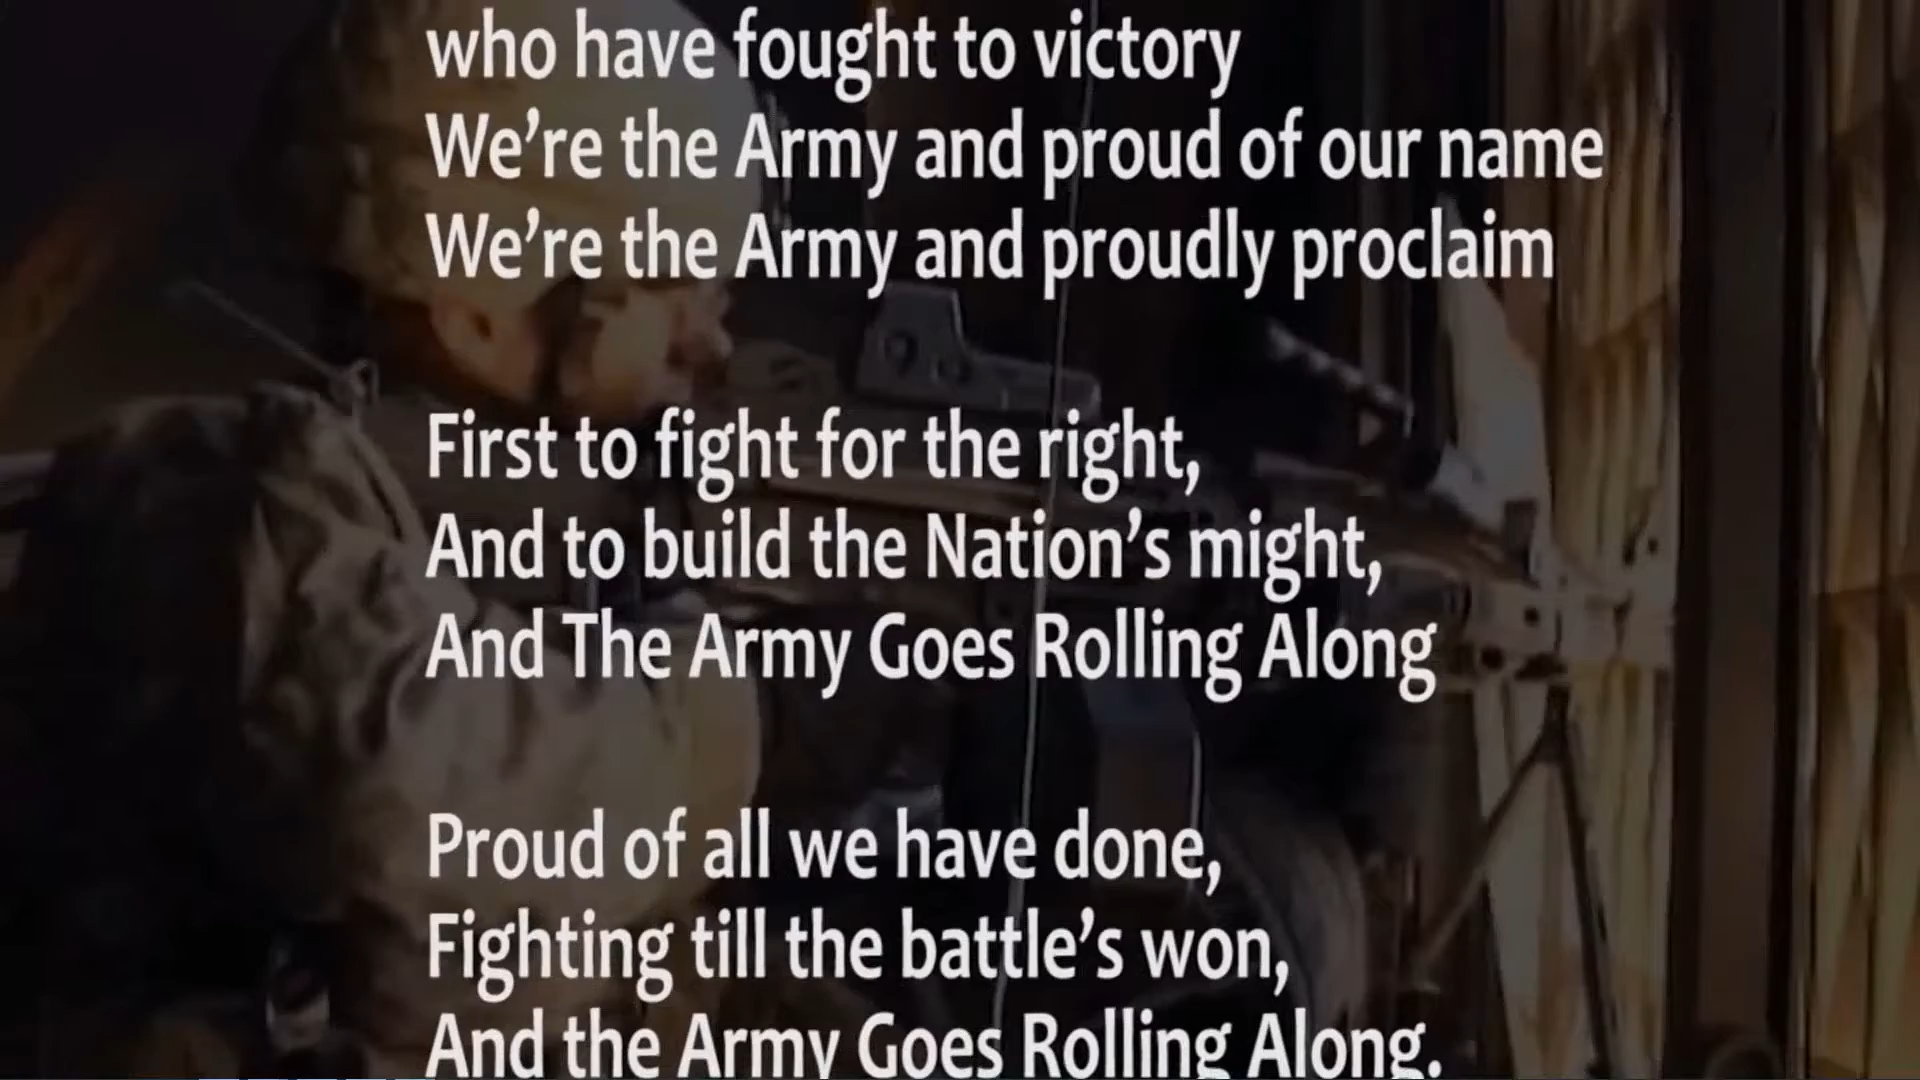 who have fought to victory
We're the Army and proud of our name
We're the Army and proudly proclaim
First to fight for the right,
And to build the Nation's might,
And The Army Goes Rolling Along
Proud of all we have done,
Fighting till the battle's won,
And the Army Goes Rolling Along.